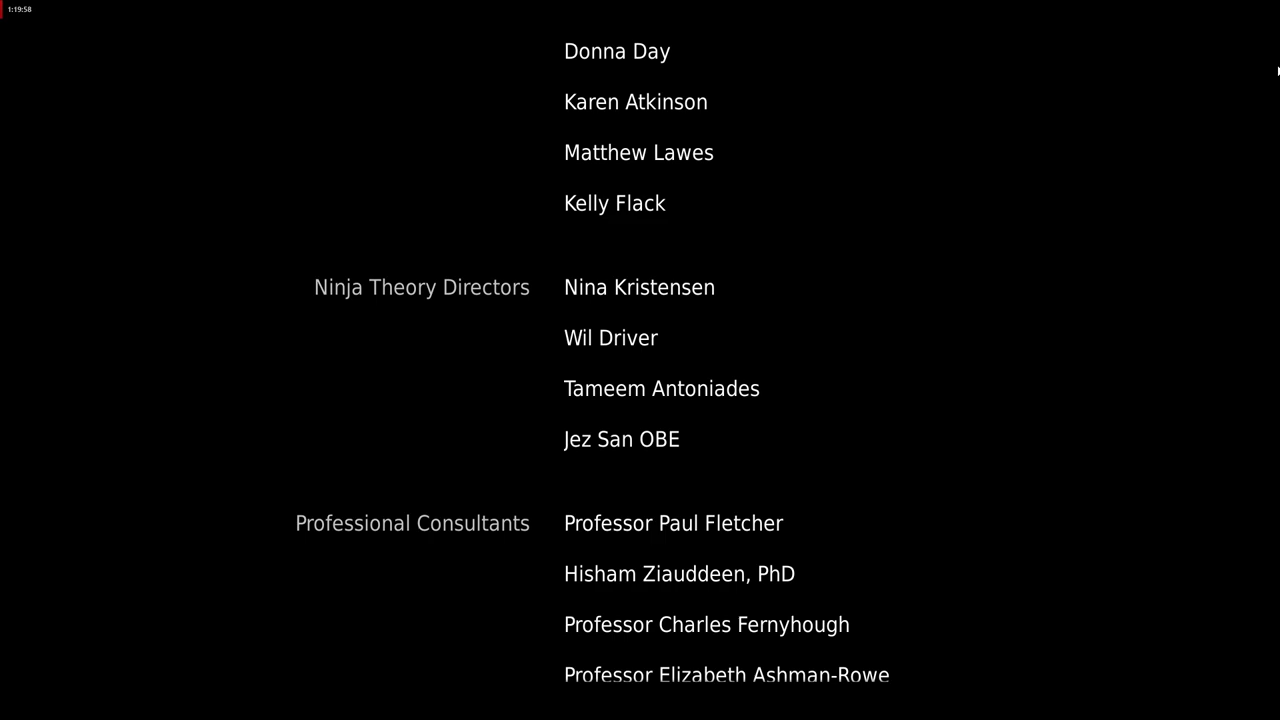 1:19:58
Donna Day
Karen Atkinson
Matthew Lawes
Kelly Flack
Ninja Theory Directors Nina Kristensen
Wil Driver
Tameem Antoniades
Jez San OBE
Professional Consultants Professor Paul Fletcher
Hisham Ziauddeen, PhD
Professor Charles Fernyhough
Professor Elizabeth Ashman-Rowe